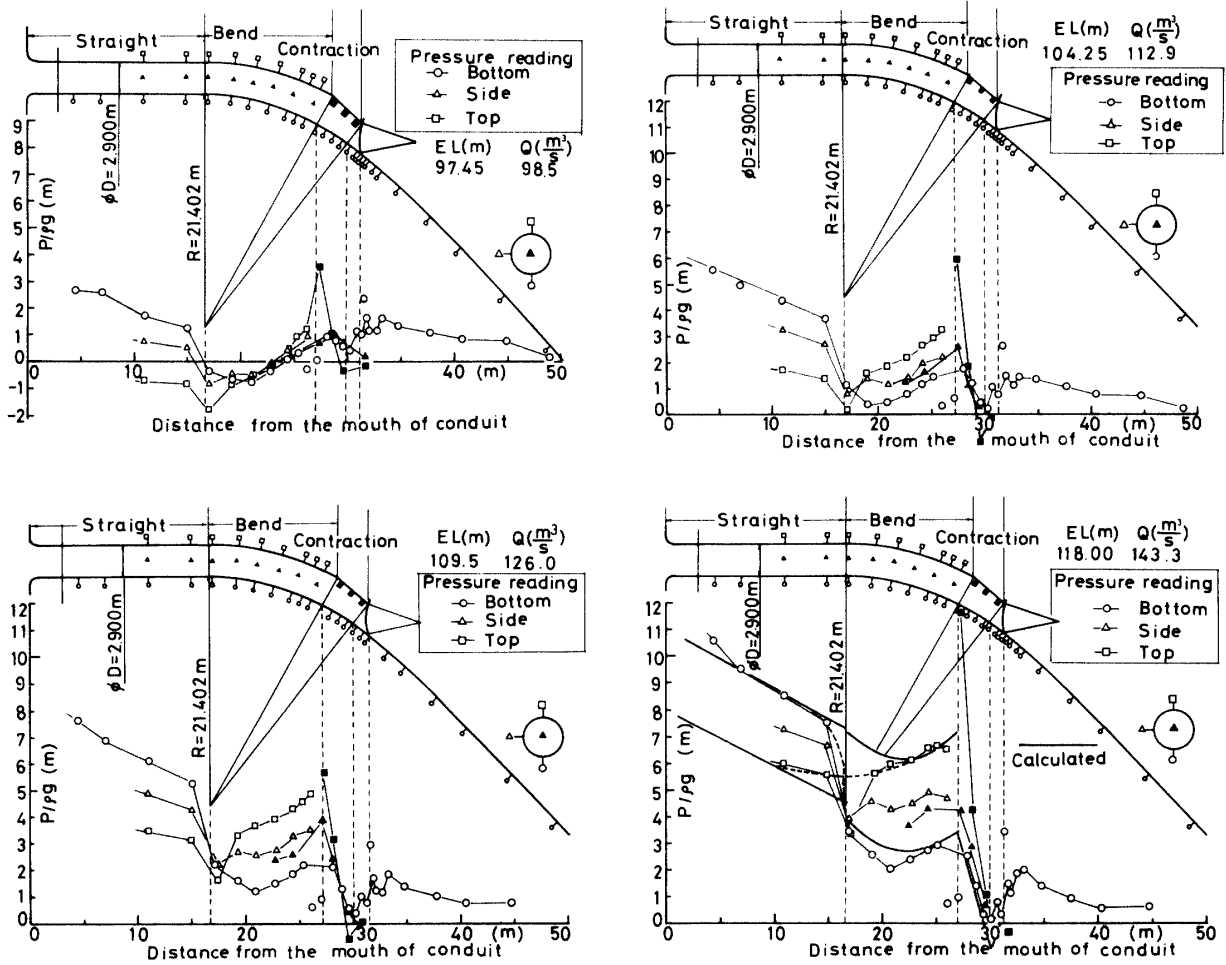 Straight
Bend
Contraction
Pressure reading
Bottom
Side
Top
EL(m) Q(m³/s)
97.45 98.5
φD=2.900m
R=21.402m
P/ρg (m)
9
8
7
6
5
4
3
2
1
0
-1
-2
10
40 (m) 50
Distance from the mouth of conduit
Straight
Bend
Contraction
EL(m) Q(m³/s)
104.25 112.9
Pressure reading
Bottom
Side
Top
φD=2.900m
R=21.402m
P/ρg (m)
12
11
10
9
8
7
6
5
4
3
2
1
0
0 10 20 30 40 (m) 50
Distance from the mouth of conduit
Straight
Bend
Contraction
EL(m) Q(m³/s)
109.5 126.0
Pressure reading
Bottom
Side
Top
φD=2.900m
R=21.402m
P/ρg (m)
12
11
10
9
8
7
6
5
4
3
2
1
0
0 10 20 30 40 (m) 50
Distance from the mouth of conduit
Straight
Bend
Contraction
EL(m) Q(m³/s)
118.00 143.3
Pressure reading
Bottom
Side
Top
φD=2.900m
R=21.402m
Calculated
P/ρg (m)
12
11
10
9
8
7
6
5
4
3
2
1
0
0 10 20 30 40 (m) 50
Distance from the mouth of conduit